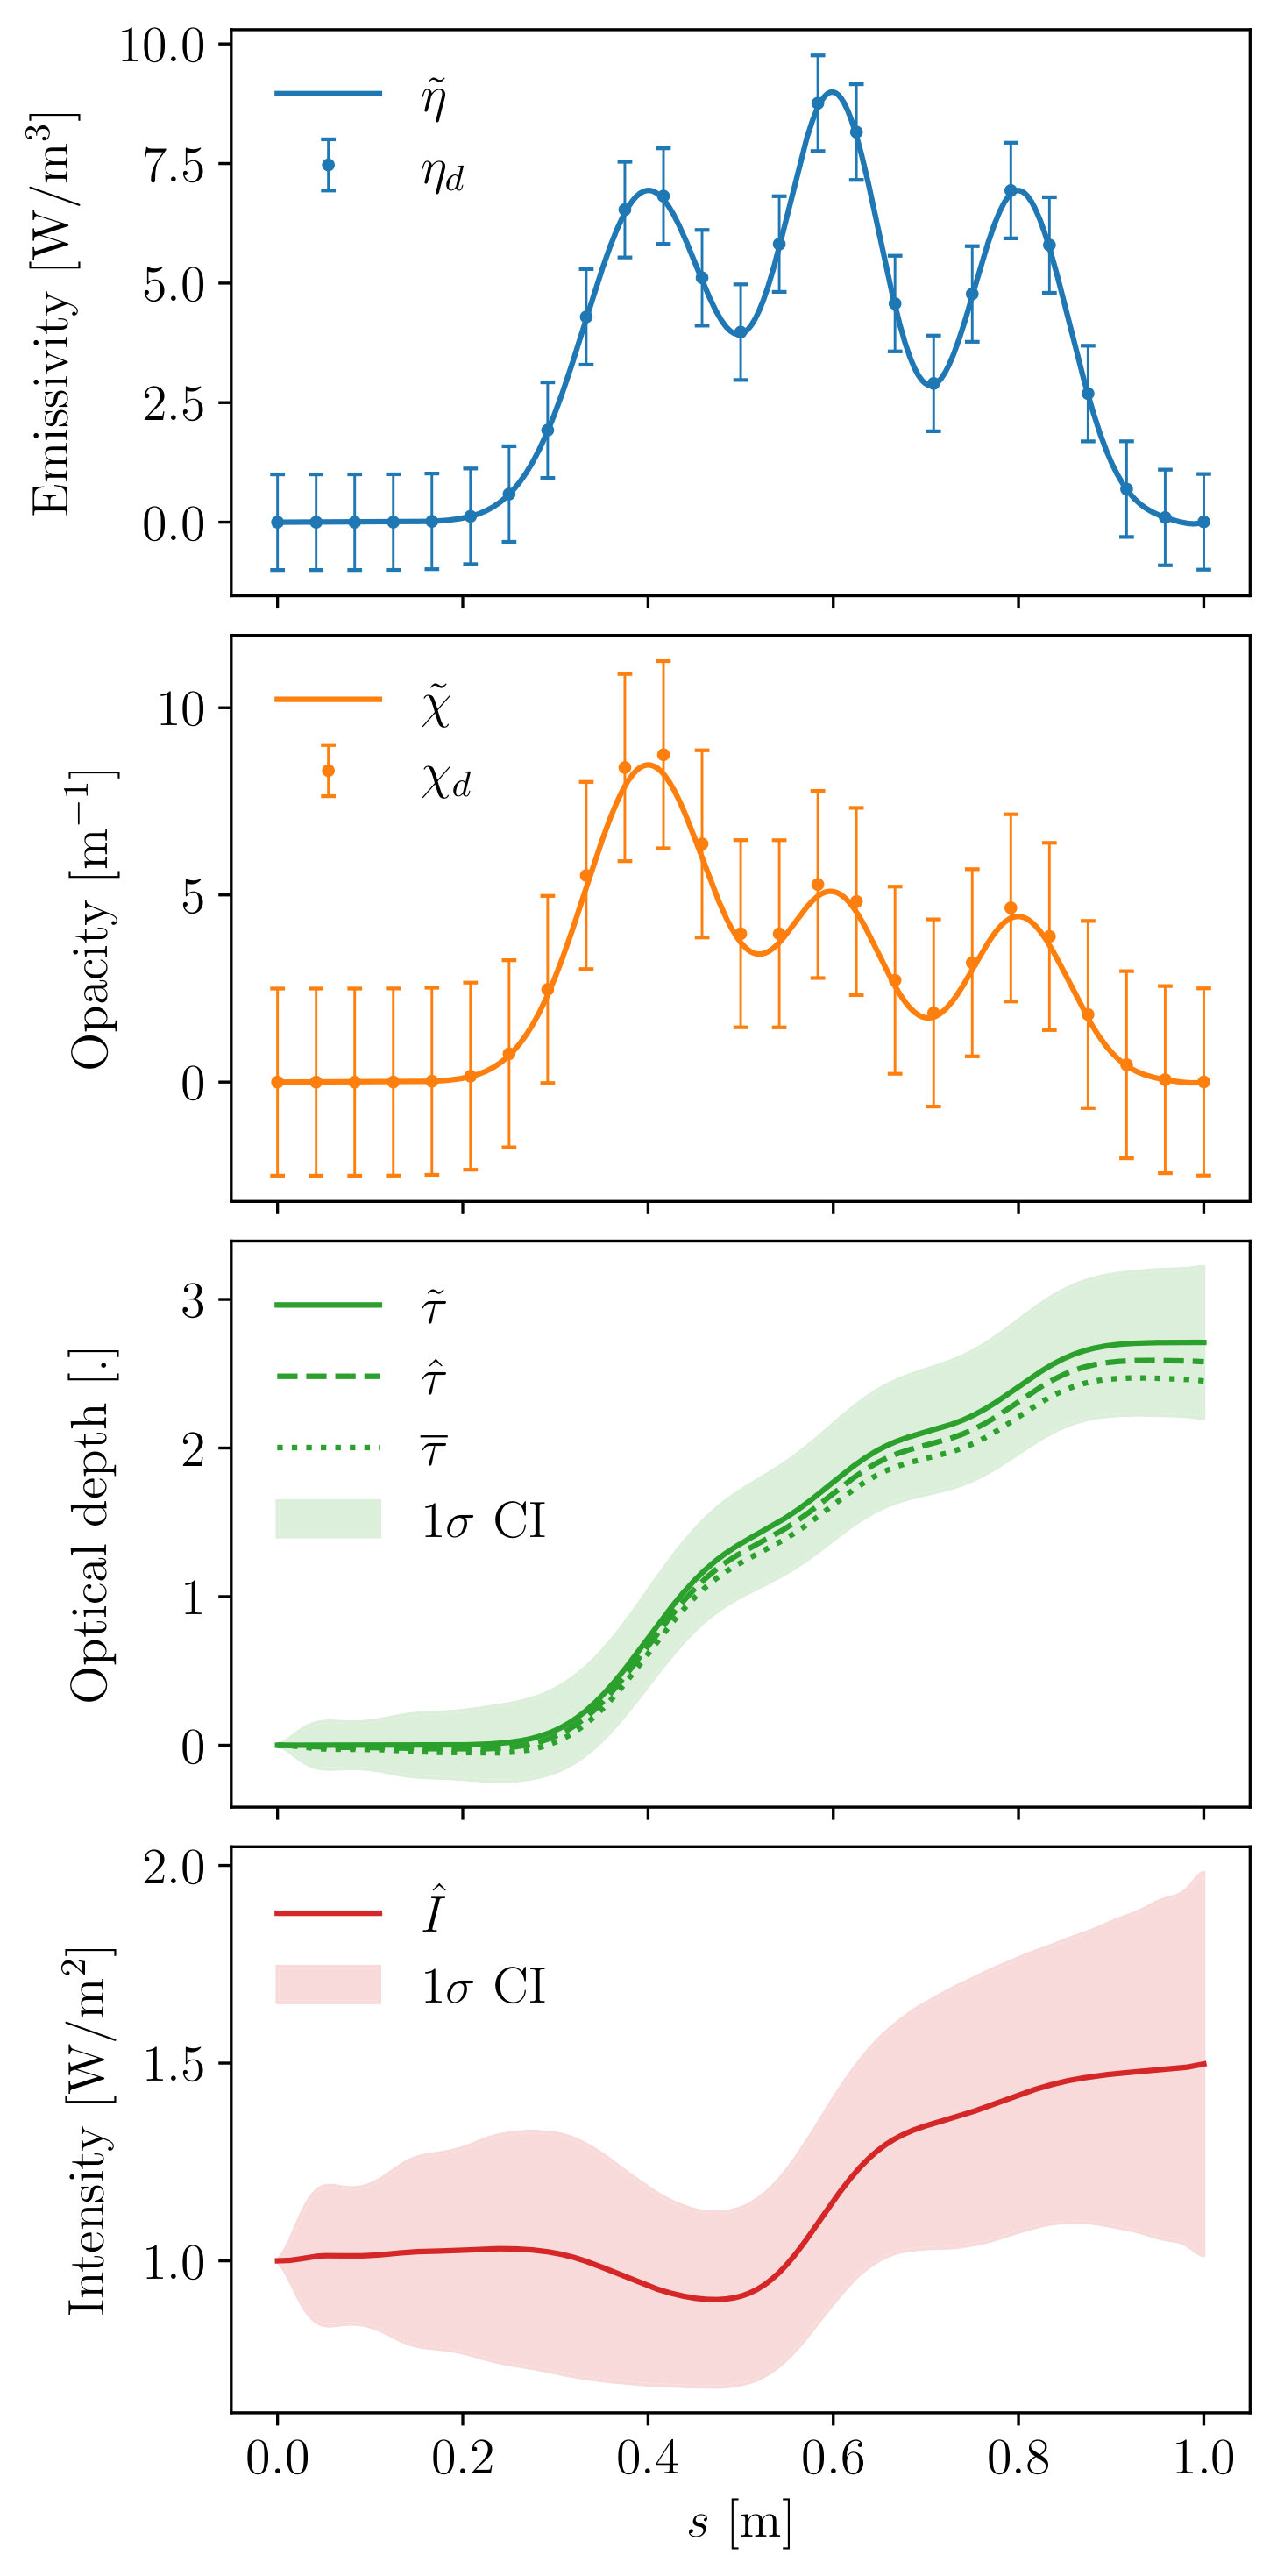 Emissivity [W/m³]
10.0
7.5
5.0
2.5
0.0
η̃
η_d
Opacity [m⁻¹]
10
5
0
χ̃
χ_d
Optical depth [.]
3
2
1
0
τ̃
τ̂
τ̅
1σ CI
Intensity [W/m²]
2.0
1.5
1.0
Î
1σ CI
0.0 0.2 0.4 0.6 0.8 1.0
s [m]